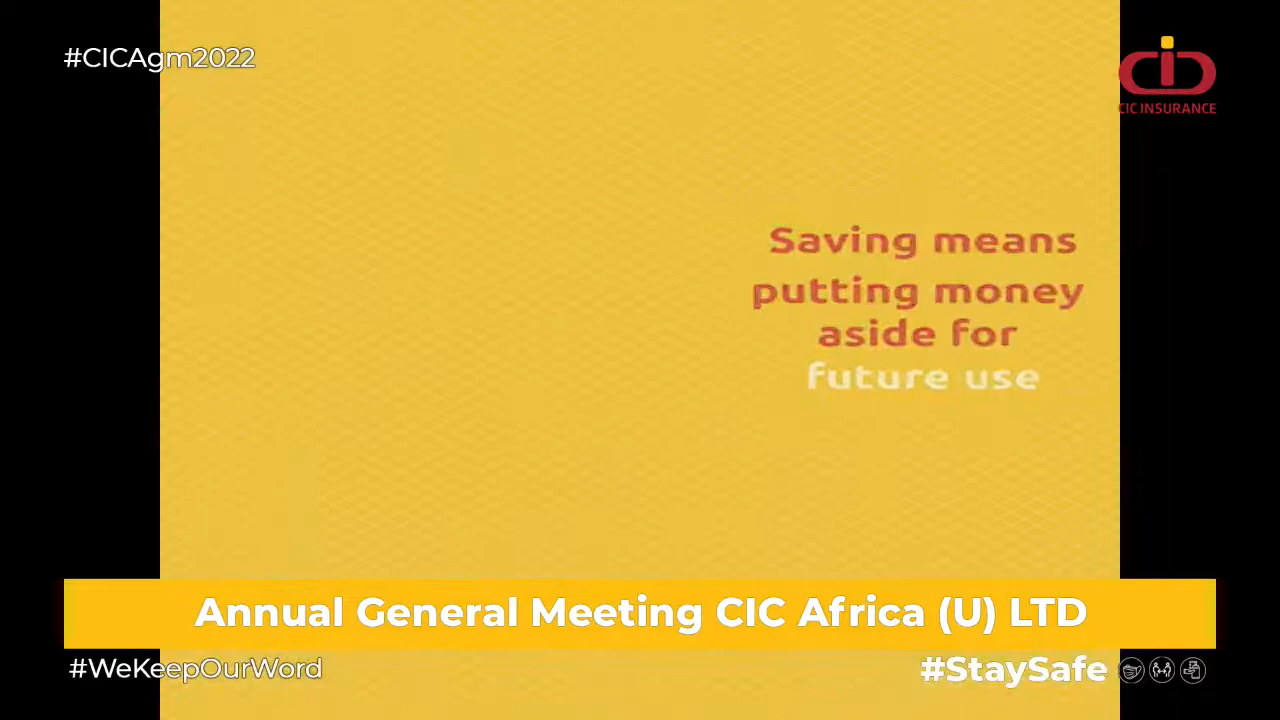 #CICAgm2022
CIC INSURANCE
Saving means
putting money
aside for
future use
Annual General Meeting CIC Africa (U) LTD
#WeKeepOurWord
#StaySafe